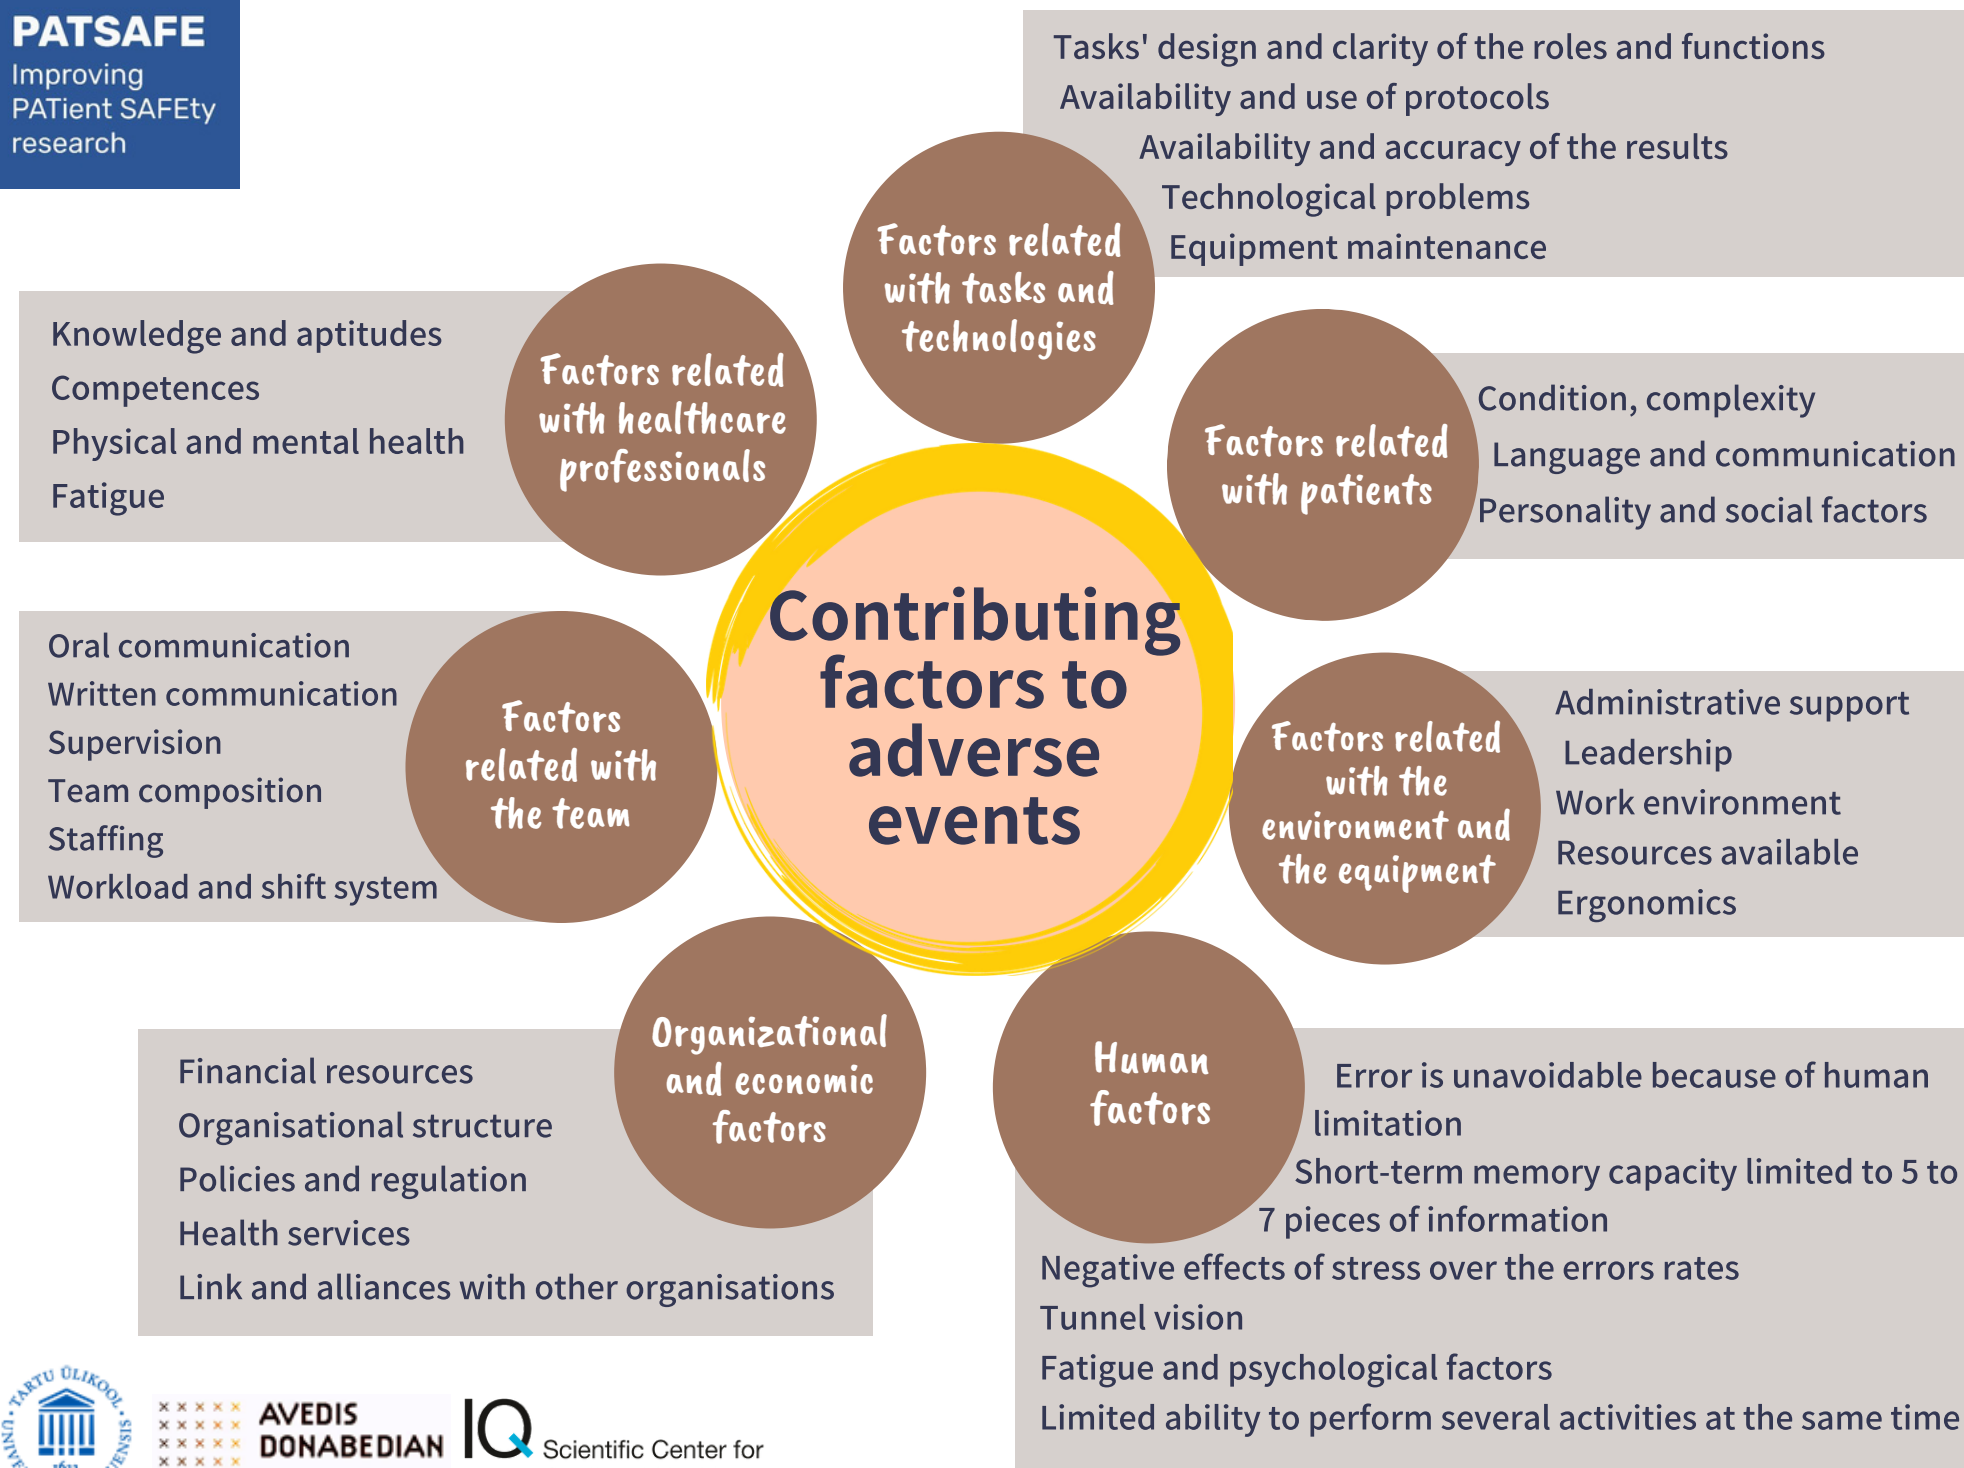 PATSAFE
Improving
PATient SAFEty
research
Tasks' design and clarity of the roles and functions
Availability and use of protocols
Availability and accuracy of the results
Technological problems
Equipment maintenance
Factors related
with tasks and
technologies
Knowledge and aptitudes
Competences
Physical and mental health
Fatigue
Factors related
with healthcare
professionals
Factors related
with patients
Condition, complexity
Language and communication
Personality and social factors
Contributing
factors to
adverse
events
Oral communication
Written communication
Supervision
Team composition
Staffing
Workload and shift system
Factors
related with
the team
Factors related
with the
environment and
the equipment
Administrative support
Leadership
Work environment
Resources available
Ergonomics
Organizational
and economic
factors
Financial resources
Organisational structure
Policies and regulation
Health services
Link and alliances with other organisations
Human
factors
Error is unavoidable because of human
limitation
Short-term memory capacity limited to 5 to
7 pieces of information
Negative effects of stress over the errors rates
Tunnel vision
Fatigue and psychological factors
Limited ability to perform several activities at the same time
TARTU ÜLIKOOL
AVEDIS
DONABEDIAN
IQ Scientific Center for